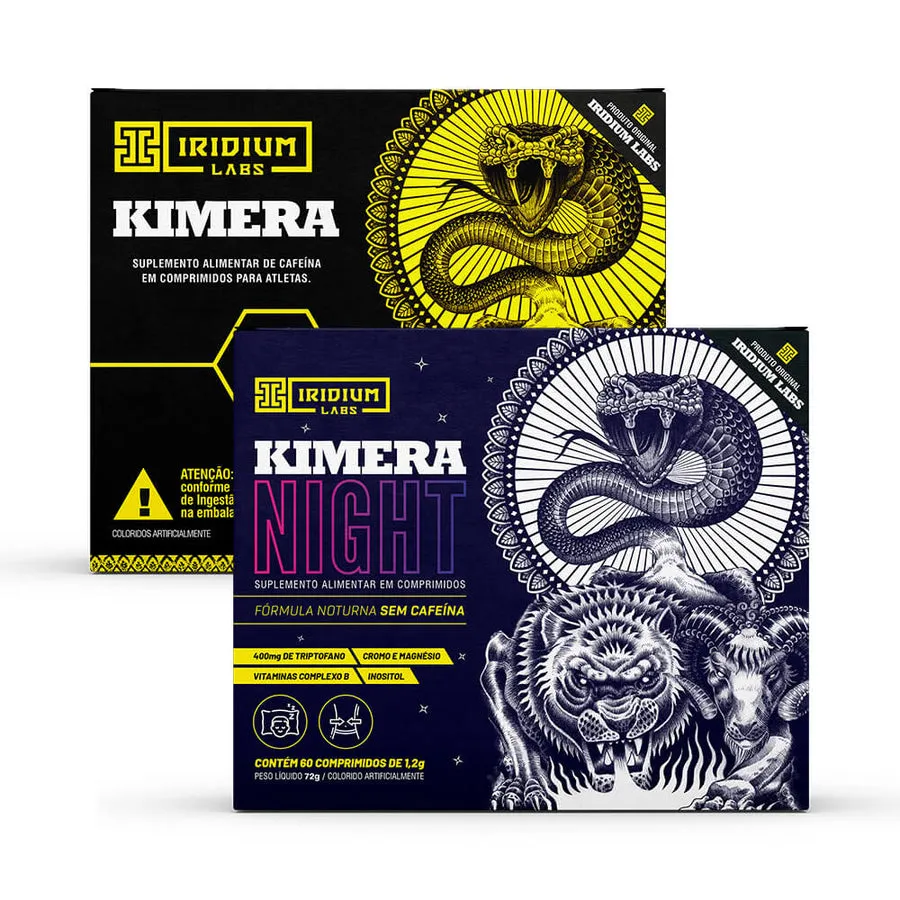 IRIDIUM
LABS
KIMERA
SUPLEMENTO ALIMENTAR DE CAFEÍNA
EM COMPRIMIDOS PARA ATLETAS.
PRODUTO ORIGINAL
IRIDIUM LABS
ATENÇÃO:
conforme
de Ingestã
na embala
COLORIDOS ARTIFICIALMENTE
IRIDIUM
LABS
KIMERA
NIGHT
SUPLEMENTO ALIMENTAR EM COMPRIMIDOS
FÓRMULA NOTURNA SEM CAFEÍNA
400mg DE TRIPTOFANO CROMO E MAGNÉSIO
VITAMINAS COMPLEXO B INOSITOL
z z z
CONTÉM 60 COMPRIMIDOS DE 1,2g
PESO LÍQUIDO 72g / COLORIDO ARTIFICIALMENTE
PRODUTO ORIGINAL
IRIDIUM LABS